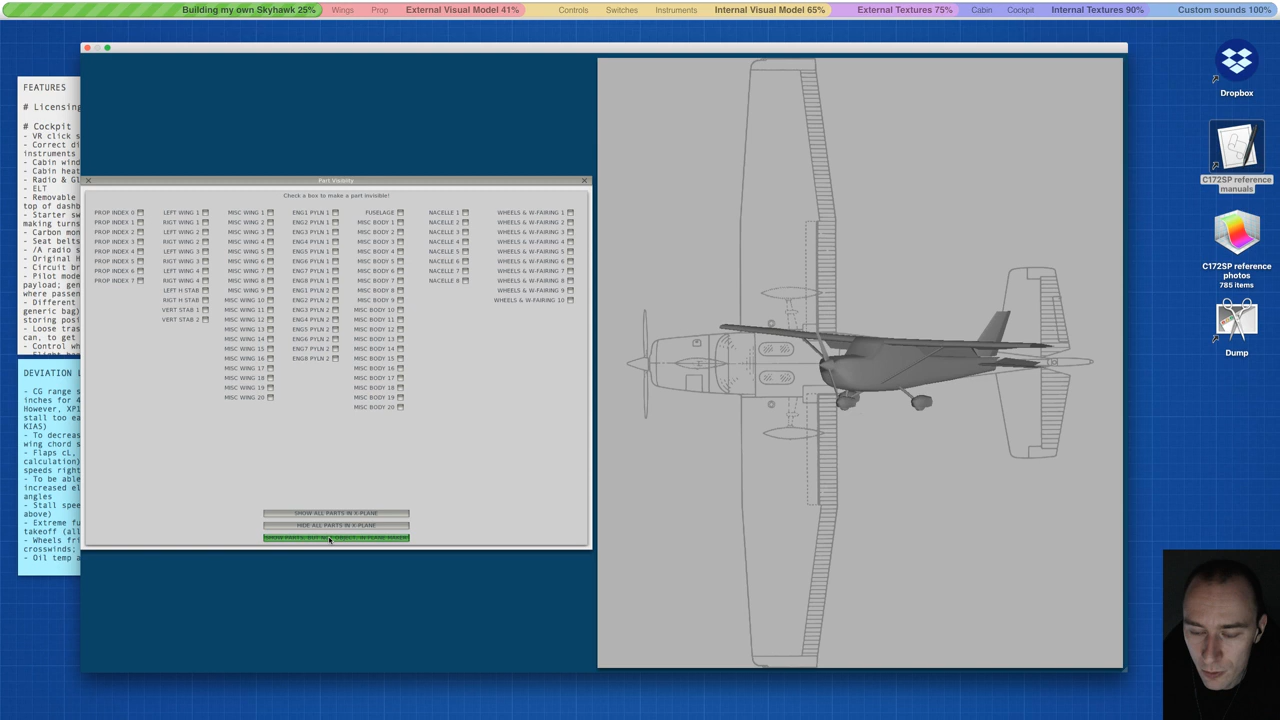 Building my own Skyhawk 25%
Wings
Prop
External Visual Model 41%
Controls
Switches
Instruments
Internal Visual Model 65%
External Textures 75%
Cabin
Cockpit
Internal Textures 90%
Custom sounds 100%
FEATURES
# Licensing
# Cockpit
- VR click s
- Correct di
instruments
- Cabin wind
- Cabin heat
- Radio & Gl
- ELT
- Removable
top of dashb
- Starter sw
making turns
- Carbon mon
- Seat belts
- /A radio s
- Original H
- Circuit br
- Pilot mode
payload; gen
where passen
- Different
generic bag)
storing posi
- Loose tras
can, to get
- Control wh
DEVIATION L
- CG range s
inches for 4
However, XP1
stall too ea
KIAS)
- To decreas
wing chord s
- Flaps cL,
calculation)
speeds right
- To be able
increased el
angles
- Stall spee
above)
- Extreme fu
takeoff (all
- Wheels fri
crosswinds;
- Oil temp a
Part Visiblity
Check a box to make a part invisible!
PROP INDEX 0
PROP INDEX 1
PROP INDEX 2
PROP INDEX 3
PROP INDEX 4
PROP INDEX 5
PROP INDEX 6
PROP INDEX 7
LEFT WING 1
RIGT WING 1
LEFT WING 2
RIGT WING 2
LEFT WING 3
RIGT WING 3
LEFT WING 4
RIGT WING 4
LEFT H STAB
RIGT H STAB
VERT STAB 1
VERT STAB 2
MISC WING 1
MISC WING 2
MISC WING 3
MISC WING 4
MISC WING 5
MISC WING 6
MISC WING 7
MISC WING 8
MISC WING 9
MISC WING 10
MISC WING 11
MISC WING 12
MISC WING 13
MISC WING 14
MISC WING 15
MISC WING 16
MISC WING 17
MISC WING 18
MISC WING 19
MISC WING 20
ENG1 PYLN 1
ENG2 PYLN 1
ENG3 PYLN 1
ENG4 PYLN 1
ENG5 PYLN 1
ENG6 PYLN 1
ENG7 PYLN 1
ENG8 PYLN 1
ENG1 PYLN 2
ENG2 PYLN 2
ENG3 PYLN 2
ENG4 PYLN 2
ENG5 PYLN 2
ENG6 PYLN 2
ENG7 PYLN 2
ENG8 PYLN 2
FUSELAGE
MISC BODY 1
MISC BODY 2
MISC BODY 3
MISC BODY 4
MISC BODY 5
MISC BODY 6
MISC BODY 7
MISC BODY 8
MISC BODY 9
MISC BODY 10
MISC BODY 11
MISC BODY 12
MISC BODY 13
MISC BODY 14
MISC BODY 15
MISC BODY 16
MISC BODY 17
MISC BODY 18
MISC BODY 19
MISC BODY 20
NACELLE 1
NACELLE 2
NACELLE 3
NACELLE 4
NACELLE 5
NACELLE 6
NACELLE 7
NACELLE 8
WHEELS & W-FAIRING 1
WHEELS & W-FAIRING 2
WHEELS & W-FAIRING 3
WHEELS & W-FAIRING 4
WHEELS & W-FAIRING 5
WHEELS & W-FAIRING 6
WHEELS & W-FAIRING 7
WHEELS & W-FAIRING 8
WHEELS & W-FAIRING 9
WHEELS & W-FAIRING 10
SHOW ALL PARTS IN X-PLANE
HIDE ALL PARTS IN X-PLANE
SHOW PARTS, BUT NOT OBJECT, IN PLANE MAKER
Dropbox
C172SP reference
manuals
C172SP reference
photos
785 items
Dump